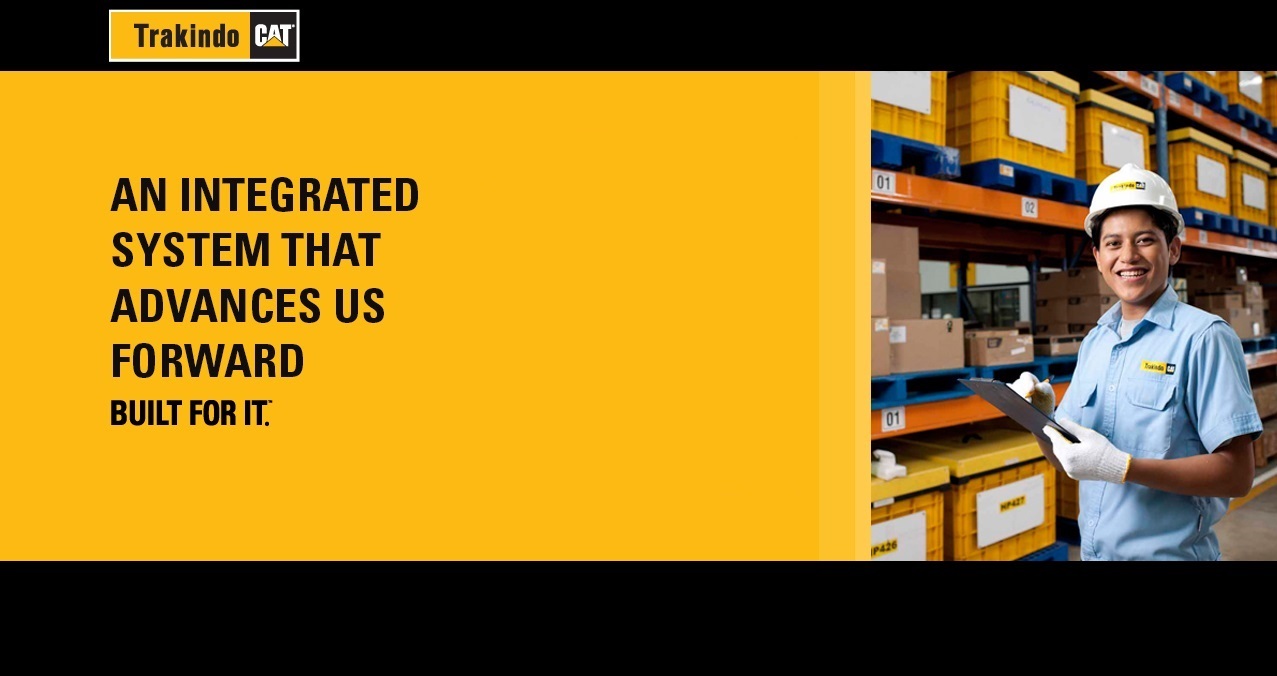 Trakindo CAT
AN INTEGRATED
SYSTEM THAT
ADVANCES US
FORWARD
BUILT FOR IT.™
01
02
Trakindo CAT
01
HP427
HP426